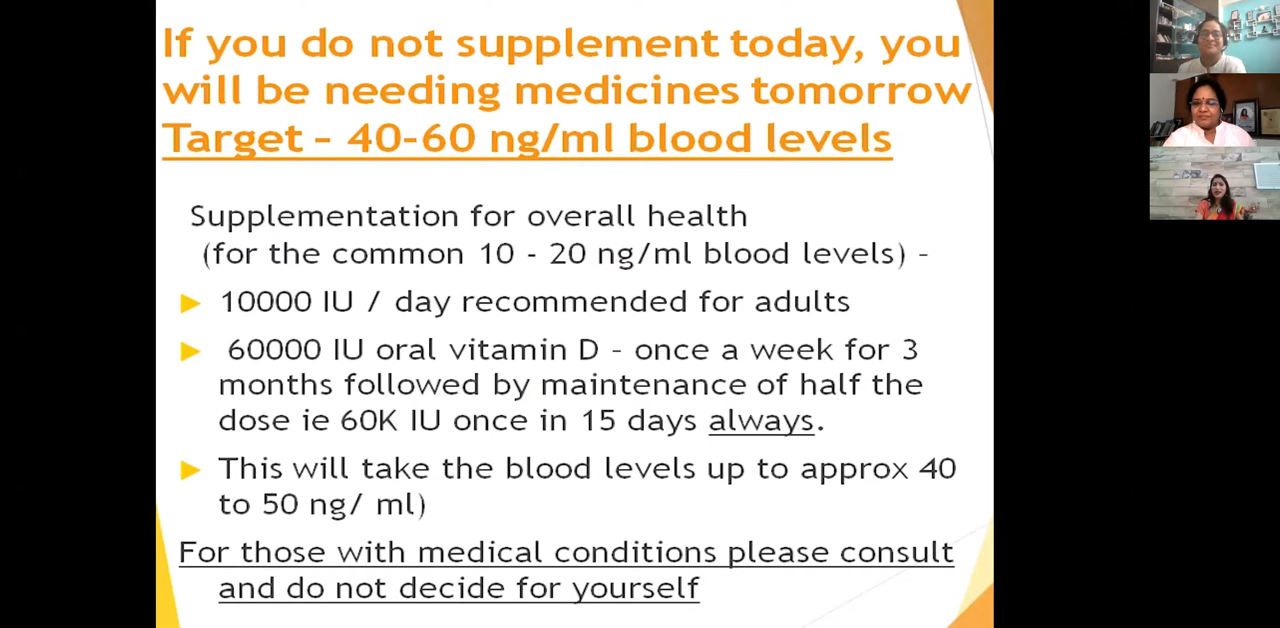 If you do not supplement today, you
will be needing medicines tomorrow
Target – 40-60 ng/ml blood levels
Supplementation for overall health
(for the common 10 - 20 ng/ml blood levels) –
10000 IU / day recommended for adults
60000 IU oral vitamin D – once a week for 3
months followed by maintenance of half the
dose ie 60K IU once in 15 days always.
This will take the blood levels up to approx 40
to 50 ng/ ml)
For those with medical conditions please consult
and do not decide for yourself